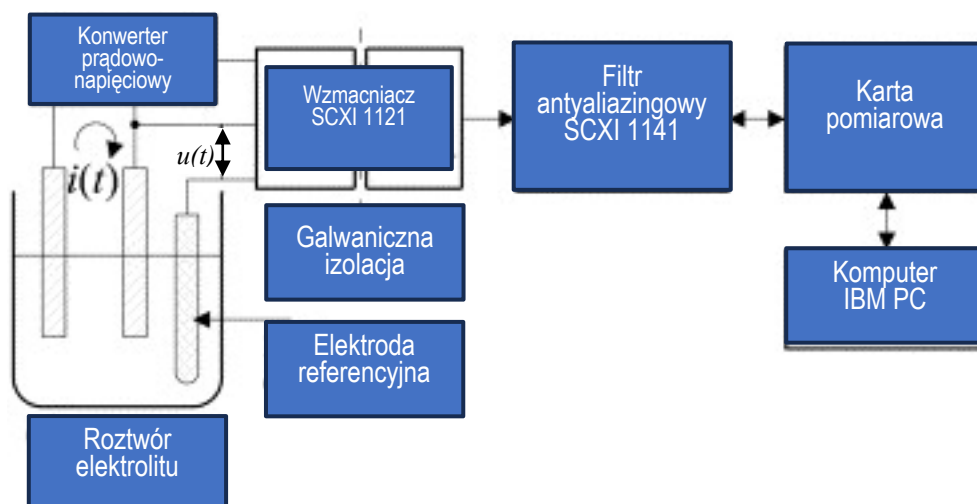 Konwerter
prądowo-
napięciowy
Wzmacniacz
SCXI 1121
Filtr
antyaliazingowy
SCXI 1141
Karta
pomiarowa
u(t)
i(t)
Galwaniczna
izolacja
Komputer
IBM PC
Elektroda
referencyjna
Roztwór
elektrolitu